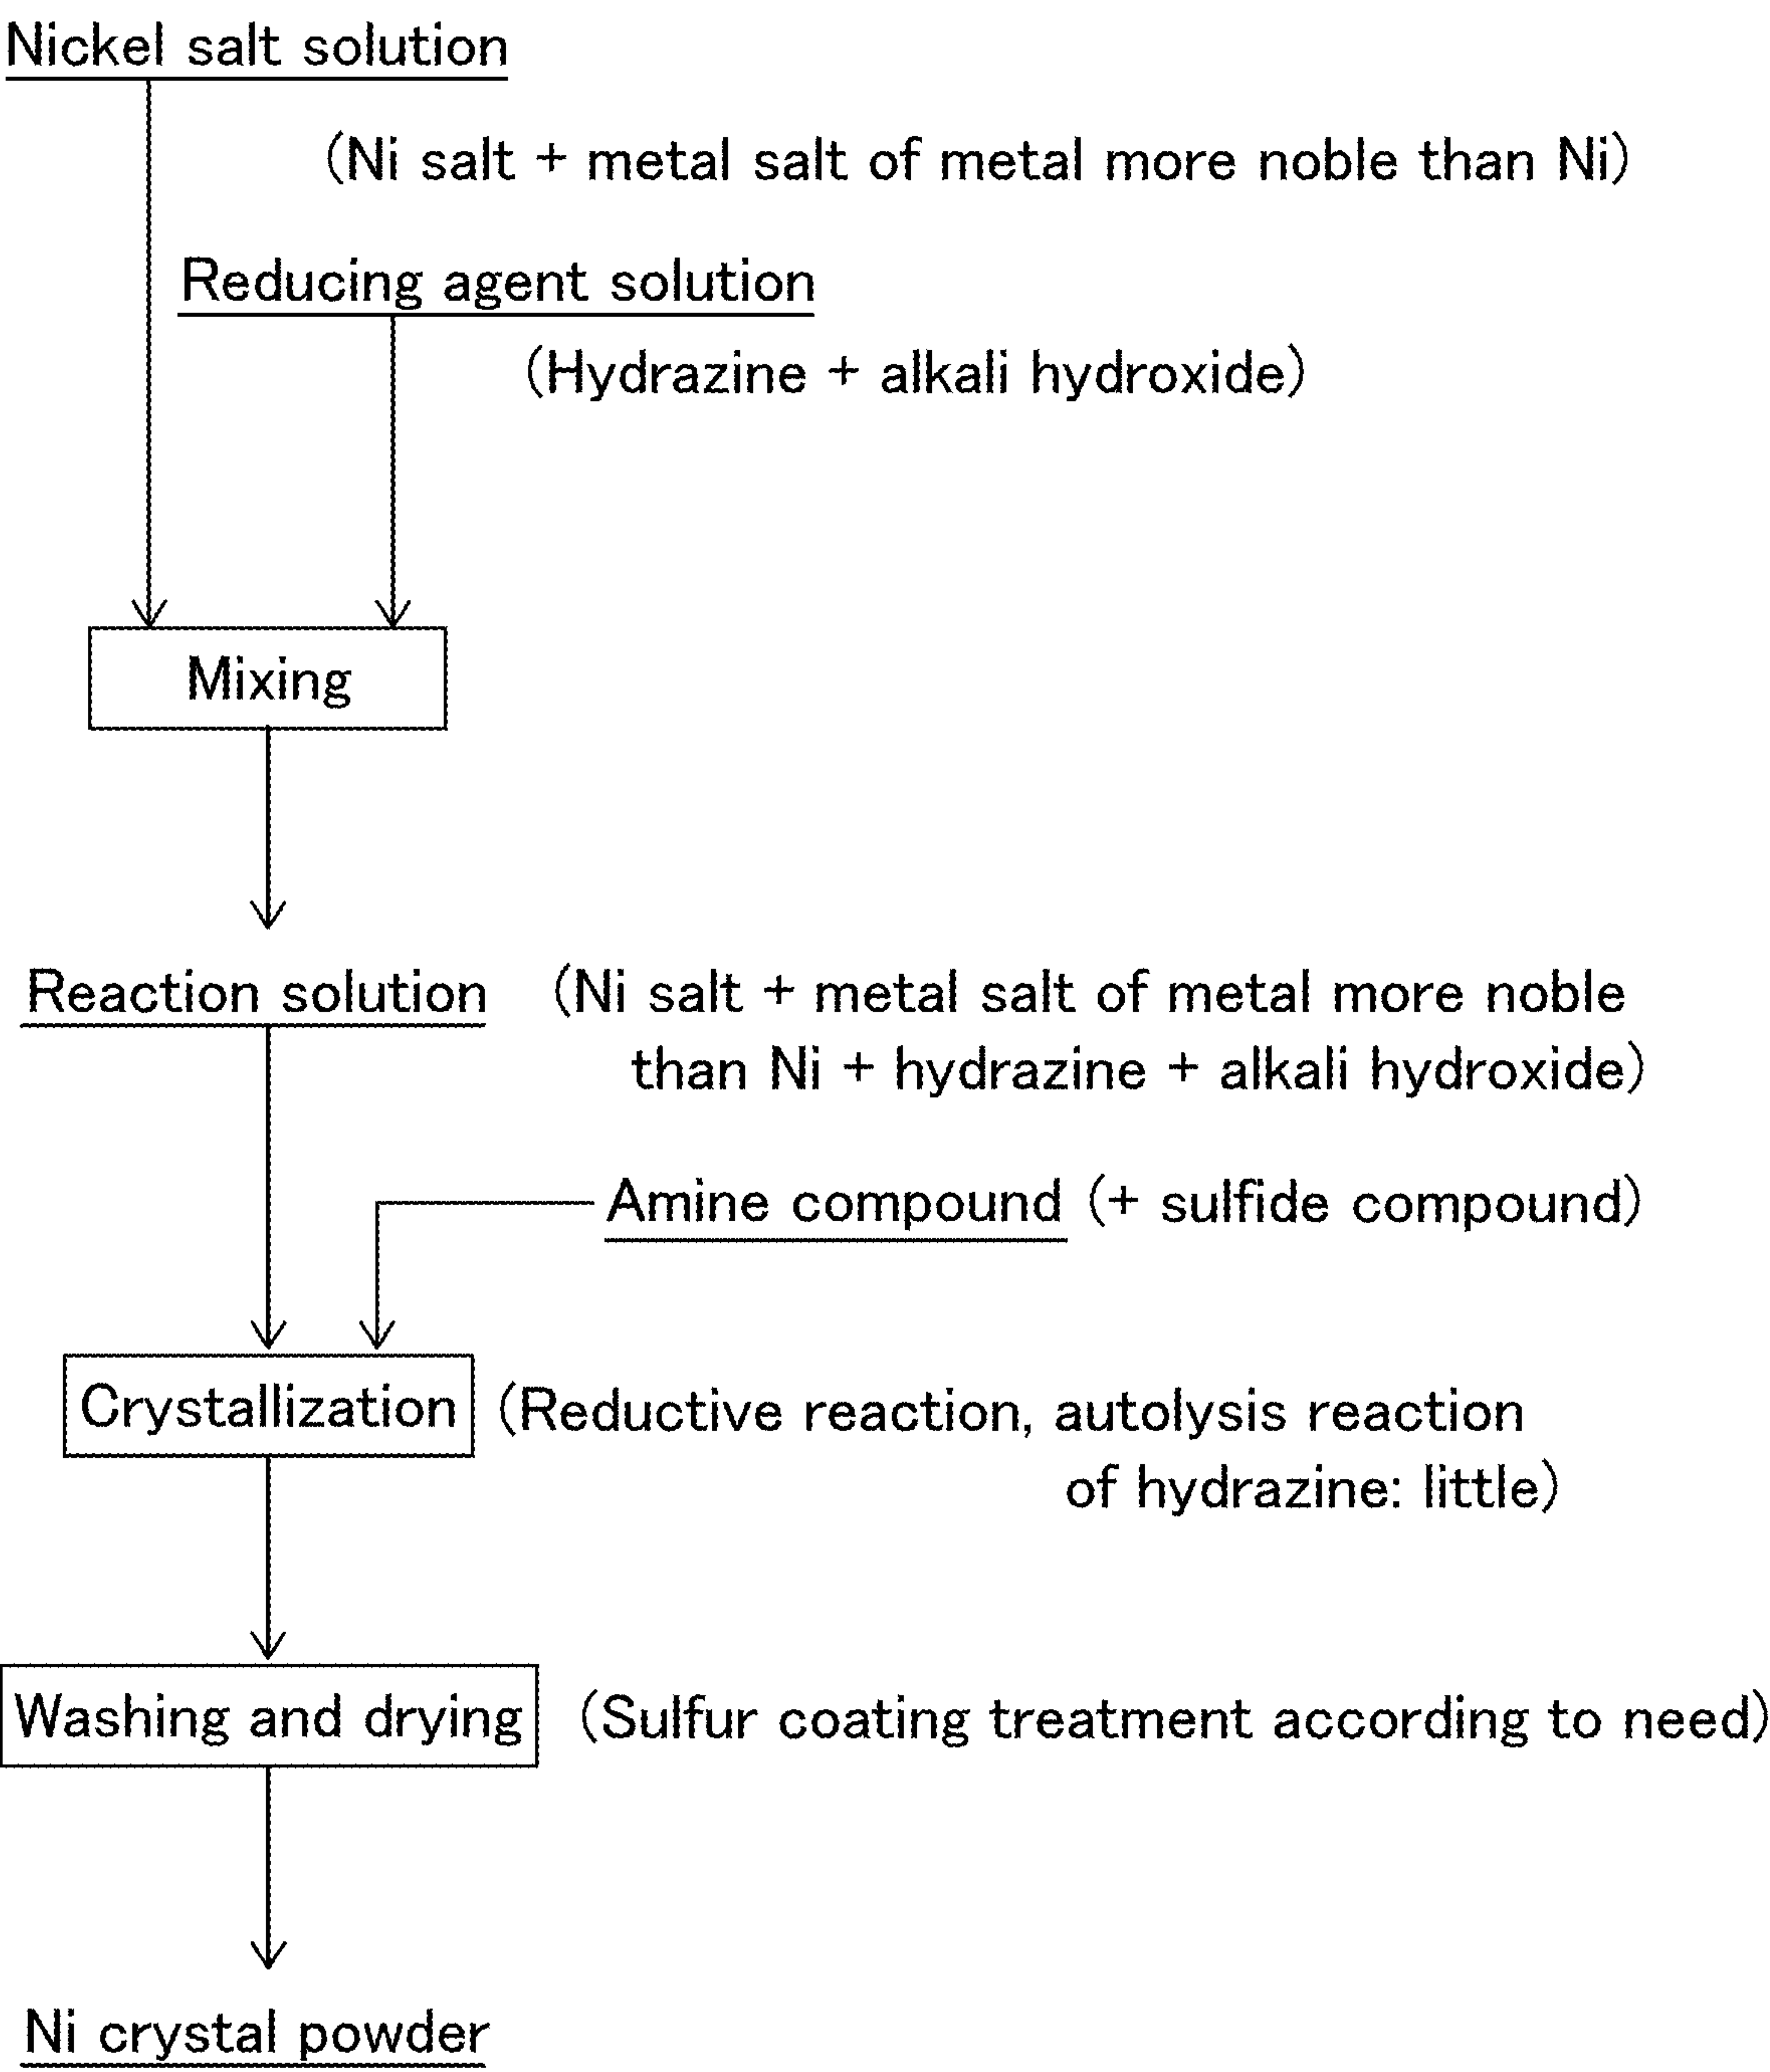 Nickel salt solution
(Ni salt + metal salt of metal more noble than Ni)
Reducing agent solution
(Hydrazine + alkali hydroxide)
Mixing
Reaction solution
(Ni salt + metal salt of metal more noble
than Ni + hydrazine + alkali hydroxide)
Amine compound (+ sulfide compound)
Crystallization
(Reductive reaction, autolysis reaction
of hydrazine: little)
Washing and drying
(Sulfur coating treatment according to need)
Ni crystal powder